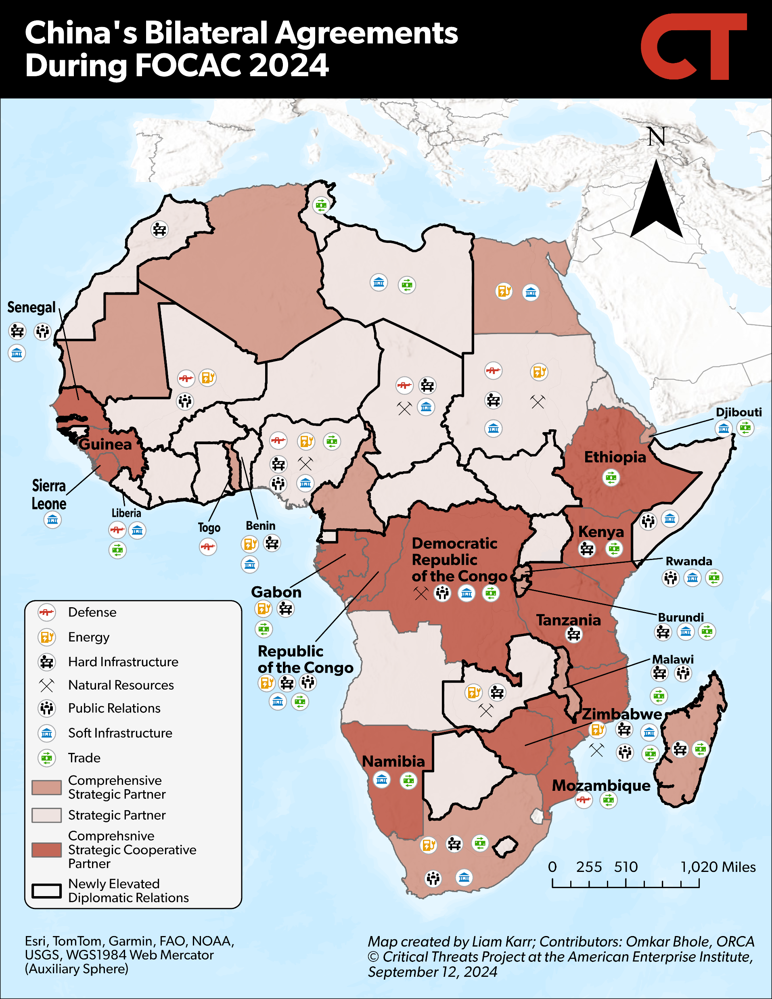 China's Bilateral Agreements
During FOCAC 2024
CT
N
Senegal
Guinea
Sierra
Leone
Liberia
Togo
Benin
Djibouti
Ethiopia
Kenya
Democratic
Republic
of the Congo
Rwanda
Gabon
Burundi
Tanzania
Republic
of the Congo
Malawi
Zimbabwe
Namibia
Mozambique
Defense
Energy
Hard Infrastructure
Natural Resources
Public Relations
Soft Infrastructure
Trade
Comprehensive
Strategic Partner
Strategic Partner
Comprehsnive
Strategic Cooperative
Partner
Newly Elevated
Diplomatic Relations
0 255 510 1,020 Miles
Esri, TomTom, Garmin, FAO, NOAA,
USGS, WGS1984 Web Mercator
(Auxiliary Sphere)
Map created by Liam Karr; Contributors: Omkar Bhole, ORCA
© Critical Threats Project at the American Enterprise Institute,
September 12, 2024